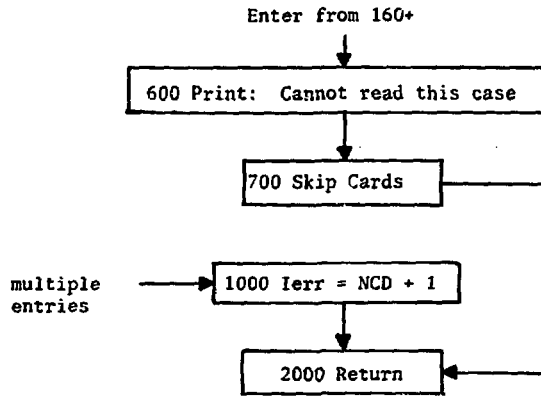 Enter from 160+
600 Print: Cannot read this case
700 Skip Cards
multiple
entries
1000 Ierr = NCD + 1
2000 Return